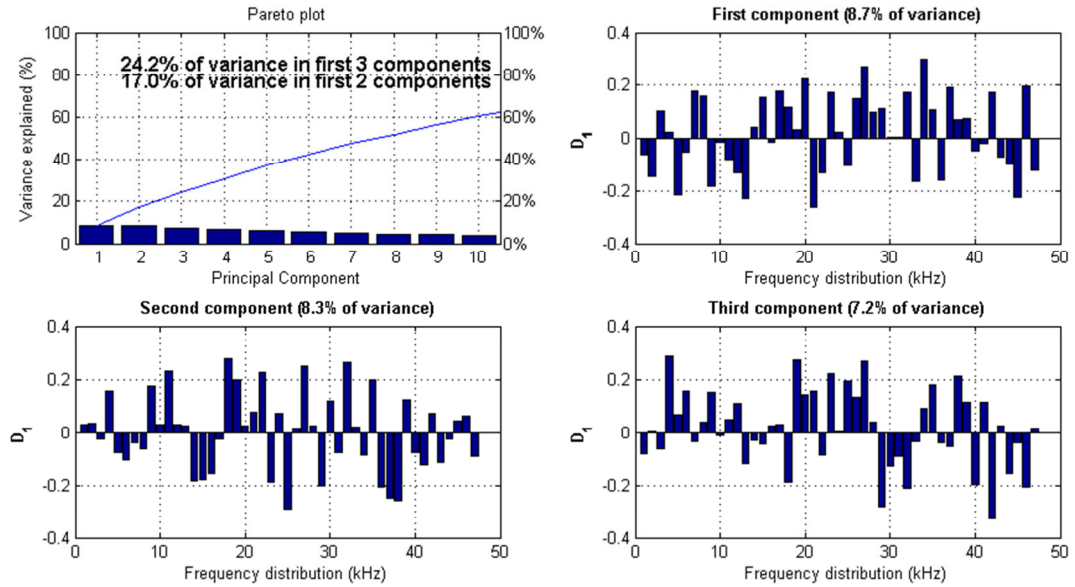 Pareto plot
24.2% of variance in first 3 components
17.0% of variance in first 2 components
Variance explained (%)
100
80
60
40
20
0
100%
80%
60%
40%
20%
0%
1 2 3 4 5 6 7 8 9 10
Principal Component
First component (8.7% of variance)
D1
0.4
0.2
0
-0.2
-0.4
0 10 20 30 40 50
Frequency distribution (kHz)
Second component (8.3% of variance)
D1
0.4
0.2
0
-0.2
-0.4
0 10 20 30 40 50
Frequency distribution (kHz)
Third component (7.2% of variance)
D1
0.4
0.2
0
-0.2
-0.4
0 10 20 30 40 50
Frequency distribution (kHz)